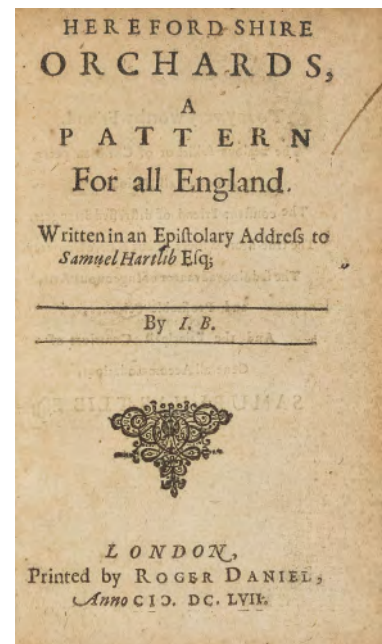 HEREFORD-SHIRE
ORCHARDS,
A
PATTERN
For all England.
Written in an Epiſtolary Addreſs to
Samuel Hartlib Eſq;
By I. B.
LONDON,
Printed by ROGER DANIEL,
Anno CIↃ. DC. LVII.